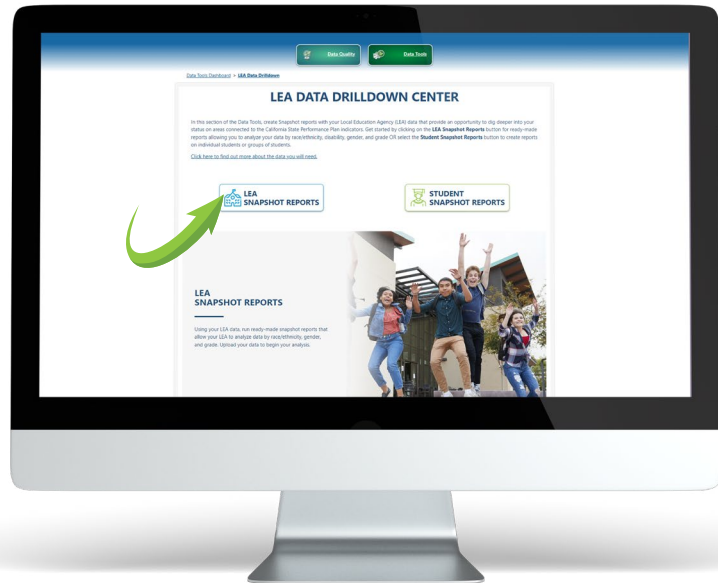 Data Quality
Data Tools
Data Tools Dashboard > LEA Data Drilldown
LEA DATA DRILLDOWN CENTER
In this section of the Data Tools, create Snapshot reports with your Local Education Agency (LEA) data that provide an opportunity to dig deeper into your
status on areas connected to the California State Performance Plan indicators. Get started by clicking on the LEA Snapshot Reports button for ready-made
reports allowing you to analyze your data by race/ethnicity, disability, gender, and grade OR select the Student Snapshot Reports button to create reports
on individual students or groups of students.
Click here to find out more about the data you will need.
LEA
SNAPSHOT REPORTS
STUDENT
SNAPSHOT REPORTS
LEA
SNAPSHOT REPORTS
Using your LEA data, run ready-made snapshot reports that
allow your LEA to analyze data by race/ethnicity, gender,
and grade. Upload your data to begin your analysis.